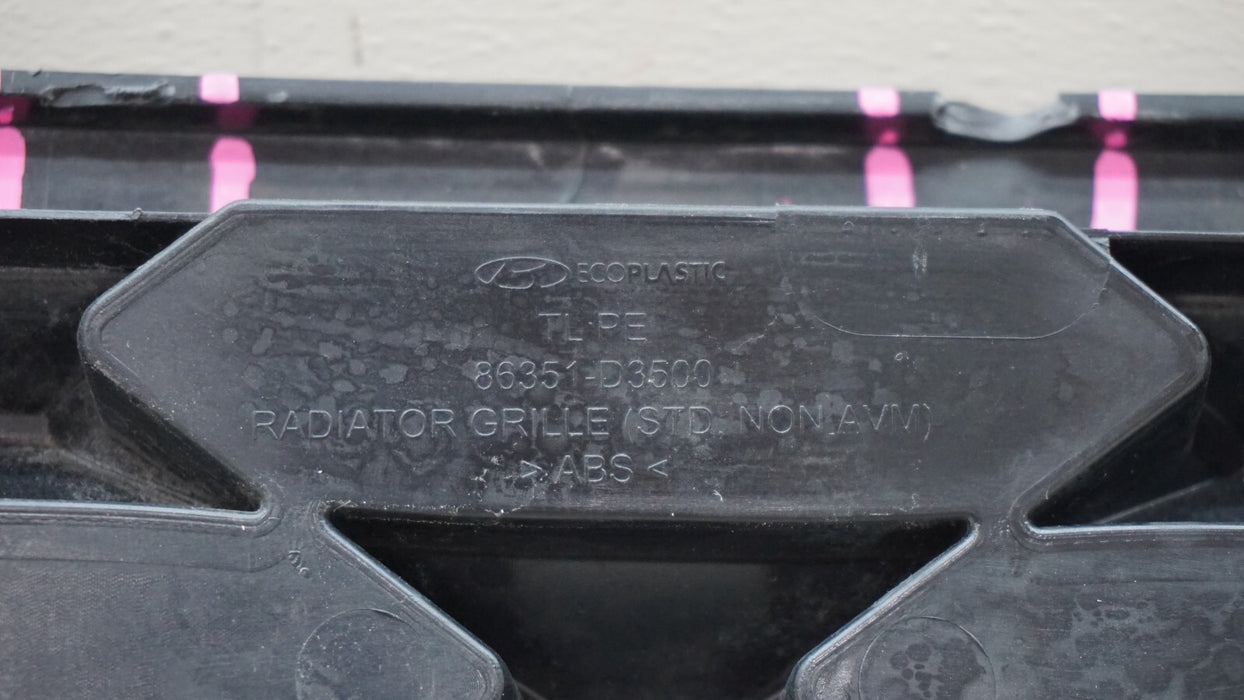 ECOPLASTIC
TL PE
86351-D3500
RADIATOR GRILLE (STD, NON AVM)
> ABS <